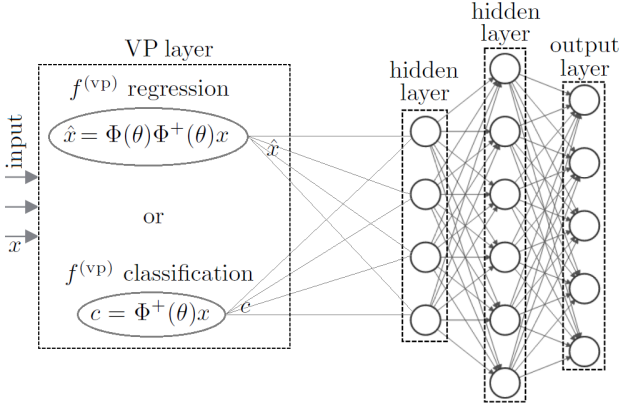 VP layer
f^(vp) regression
x̂ = Φ(θ)Φ⁺(θ)x
x̂
or
f^(vp) classification
c = Φ⁺(θ)x
c
input
x
hidden
layer
hidden
layer
output
layer